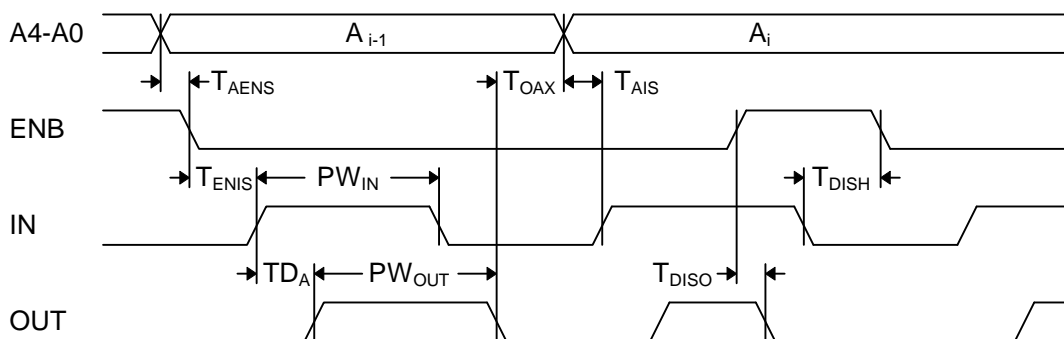 A4-A0 A i-1 Ai
TAENS TOAX TAIS
ENB
TENIS PWIN TDISH
IN
TDA PWOUT TDISO
OUT